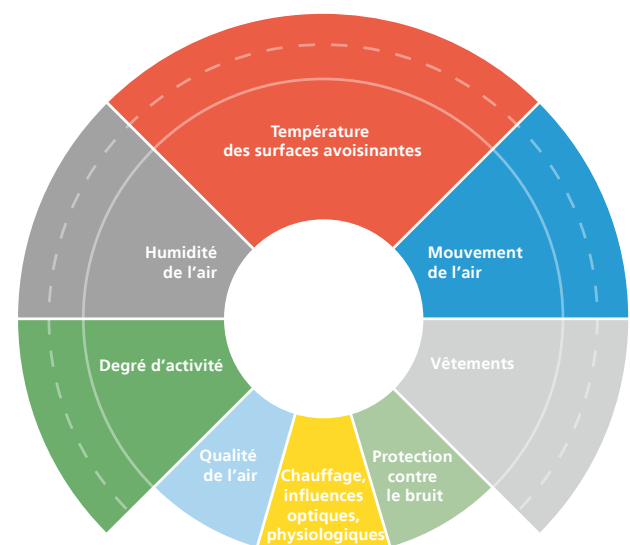 Température
des surfaces avoisinantes
Humidité
de l’air
Mouvement
de l’air
Degré d’activité
Vêtements
Qualité
de l’air
Chauffage,
influences
optiques,
physiologiques
Protection
contre
le bruit